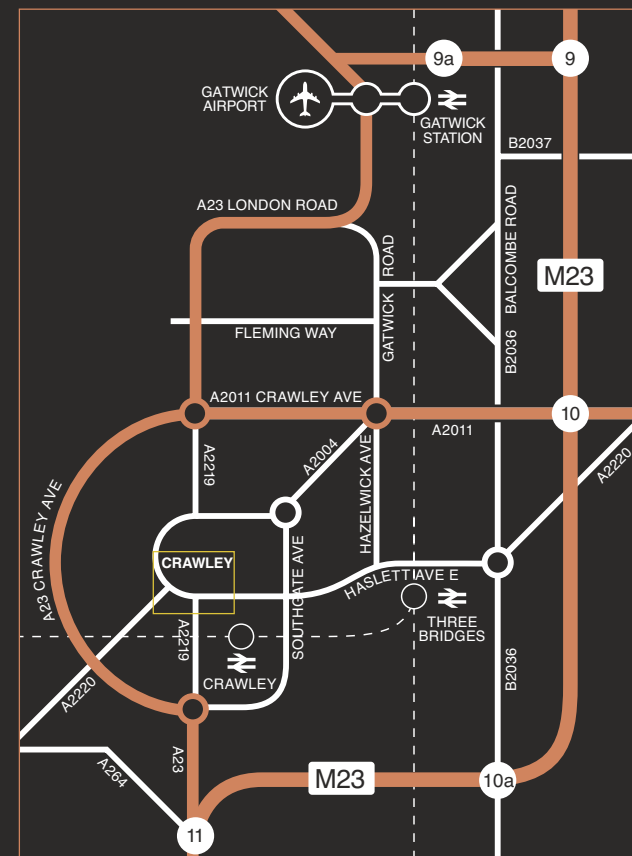 9a
9
GATWICK
AIRPORT
GATWICK
STATION
B2037
A23 LONDON ROAD
BALCOMBE ROAD
GATWICK
ROAD
M23
FLEMING WAY
B2036
A2011 CRAWLEY AVE
10
A2011
A2219
A2004
HAZELWICK AVE
A2220
A23 CRAWLEY AVE
CRAWLEY
SOUTHGATE AVE
HASLETT AVE E
THREE
BRIDGES
A2219
CRAWLEY
A2220
B2036
A23
A264
M23
10a
11